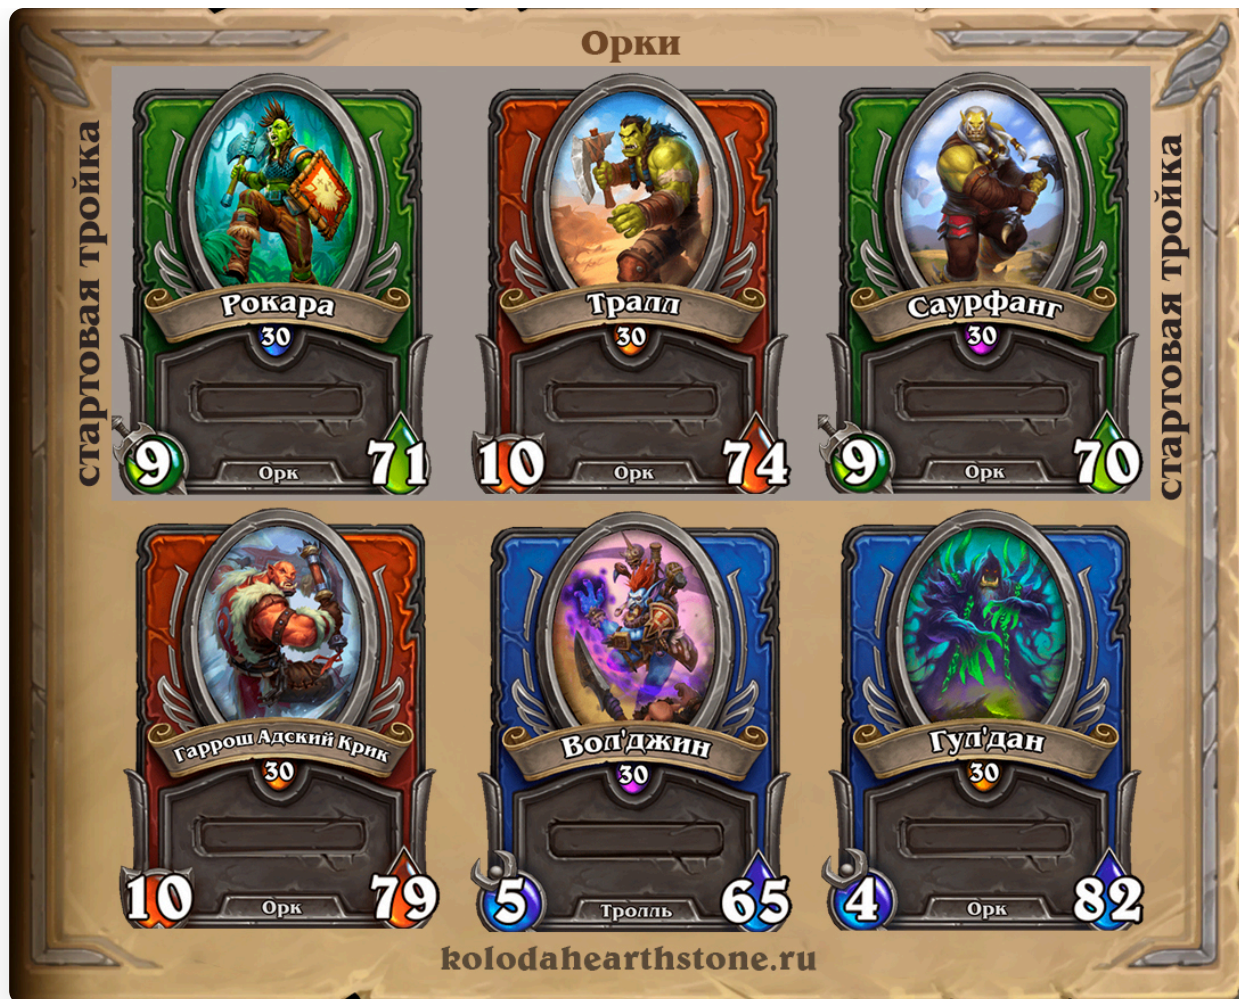 Орки
стартовая тройка
стартовая тройка
Рокара
30
9
Орк
71
Тралл
30
10
Орк
74
Саурфанг
30
9
Орк
70
Гаррош Адский Крик
30
10
Орк
79
Вол'джин
30
5
Тролль
65
Гул'дан
30
4
Орк
82
kolodahearthstone.ru